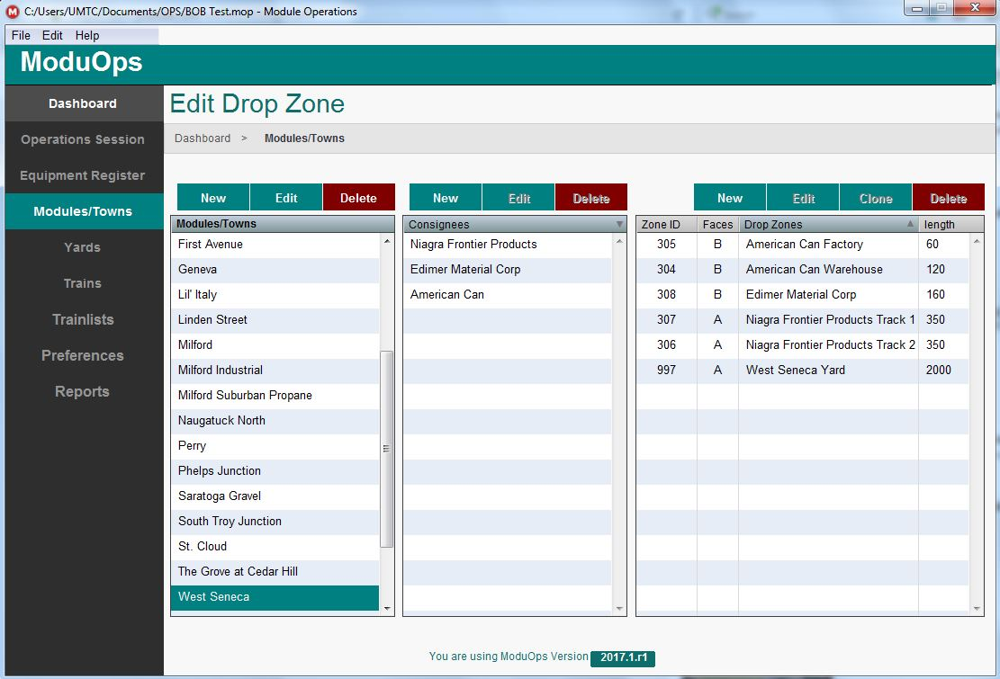 C:/Users/UMTC/Documents/OPS/BOB Test.mop - Module Operations
File Edit Help
ModuOps
Dashboard
Operations Session
Equipment Register
Modules/Towns
Yards
Trains
Trainlists
Preferences
Reports
Edit Drop Zone
Dashboard > Modules/Towns
New Edit Delete
Modules/Towns
First Avenue
Geneva
Lil' Italy
Linden Street
Milford
Milford Industrial
Milford Suburban Propane
Naugatuck North
Perry
Phelps Junction
Saratoga Gravel
South Troy Junction
St. Cloud
The Grove at Cedar Hill
West Seneca
New Edit Delete
Consignees
Niagra Frontier Products
Edimer Material Corp
American Can
New Edit Clone Delete
Zone ID Faces Drop Zones length
305 B American Can Factory 60
304 B American Can Warehouse 120
308 B Edimer Material Corp 160
307 A Niagra Frontier Products Track 1 350
306 A Niagra Frontier Products Track 2 350
997 A West Seneca Yard 2000
You are using ModuOps Version 2017.1.r1